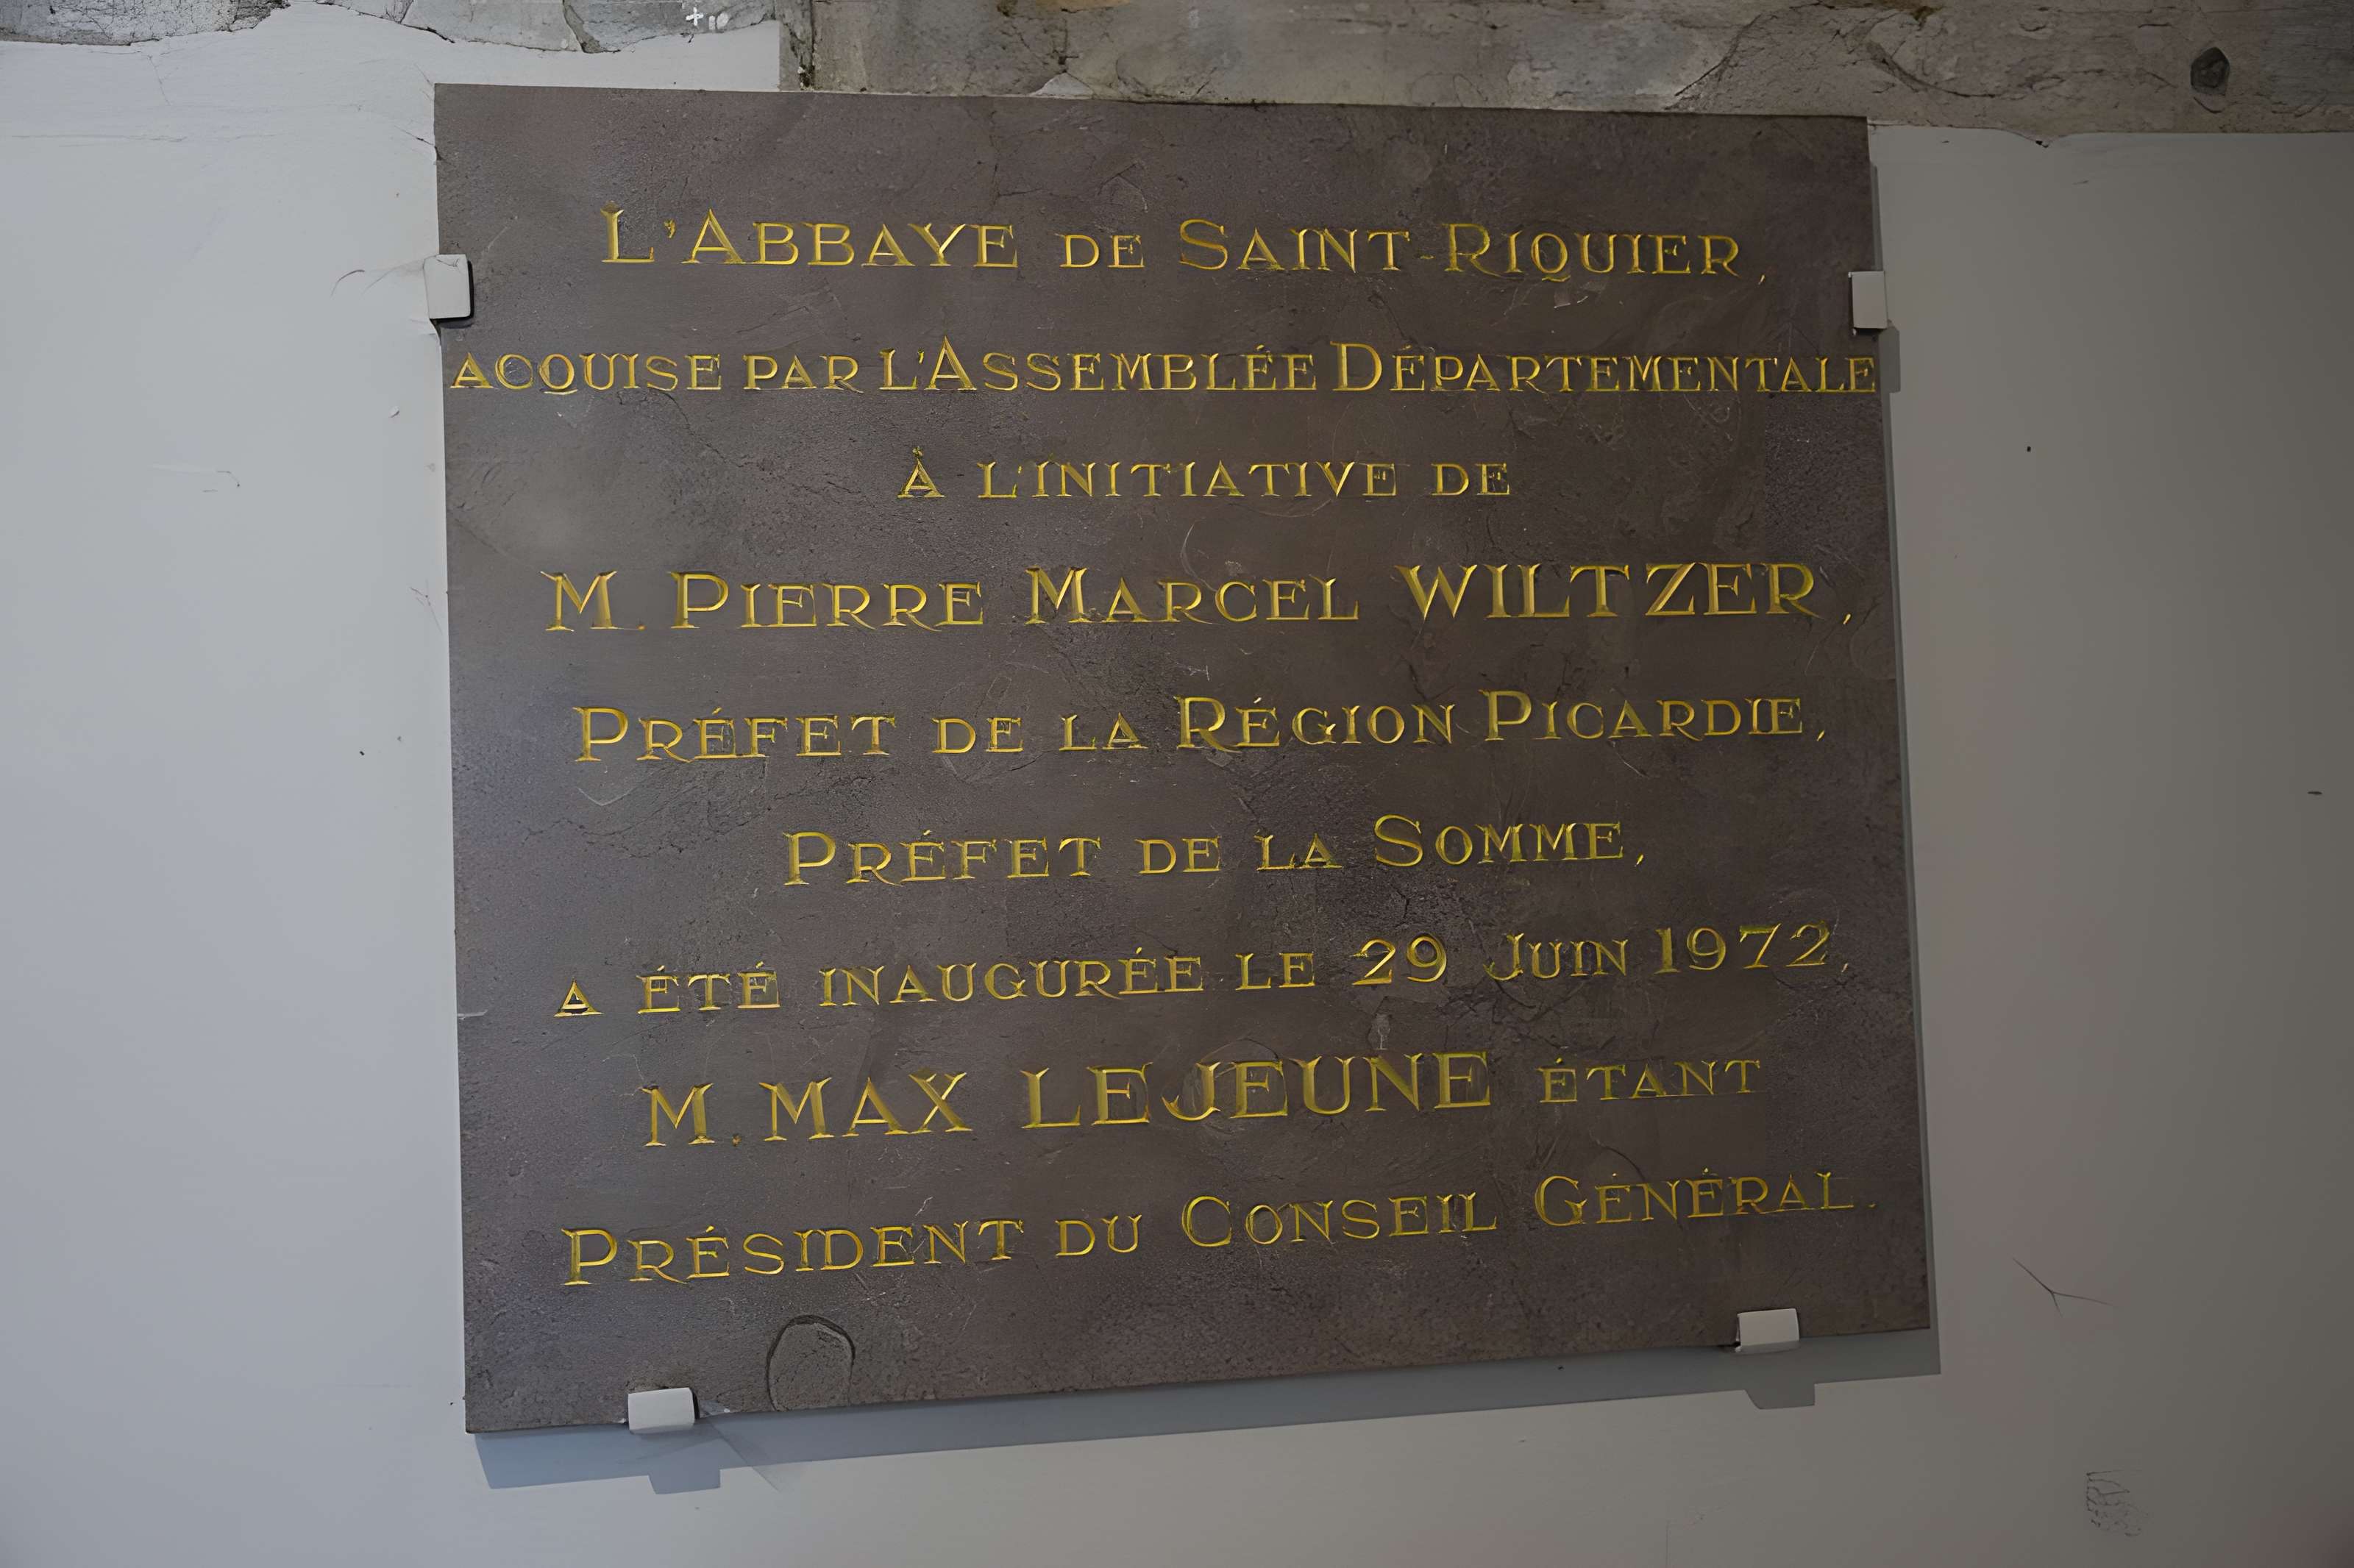 L'ABBAYE DE SAINT-RIQUIER,
ACQUISE PAR L'ASSEMBLÉE DÉPARTEMENTALE
À L'INITIATIVE DE
M. PIERRE MARCEL WILTZER,
PRÉFET DE LA RÉGION PICARDIE,
PRÉFET DE LA SOMME,
A ÉTÉ INAUGURÉE LE 29 JUIN 1972,
M. MAX LEJEUNE ÉTANT
PRÉSIDENT DU CONSEIL GÉNÉRAL.